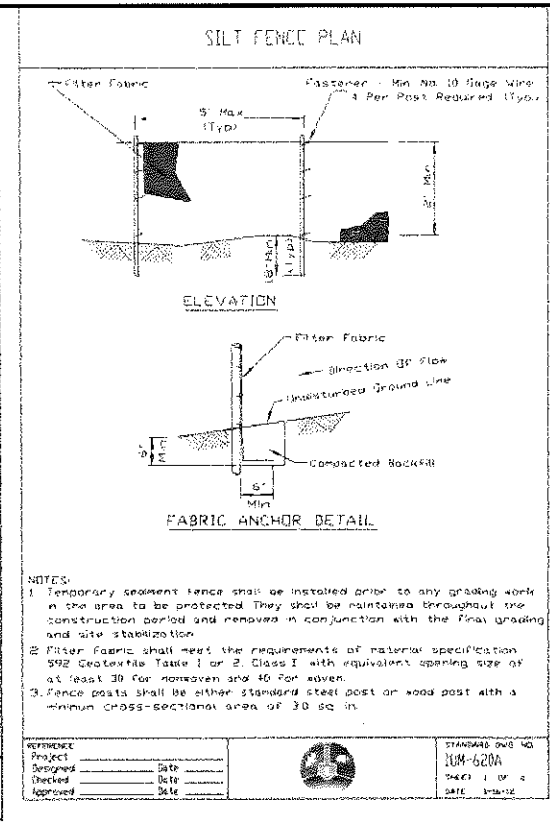 SILT FENCE PLAN
Filter Fabric
Fastener - Min No. 10 Gage Wire
4 Per Post Required (Typ.)
Max
(Typ)
Min
Min
(Typ)
ELEVATION
Filter Fabric
Direction Of Flow
Undisturbed Ground Line
Min
Compacted Backfill
6"
Min
FABRIC ANCHOR DETAIL
NOTES:
1. Temporary sediment fence shall be installed prior to any grading work
in the area to be protected. They shall be maintained throughout the
construction period and removed in conjunction with the final grading
and site stabilization
2. Filter Fabric shall meet the requirements of material specification
592 Geotextile Table 1 or 2, Class I with equivalent opening size of
at least 30 for nonwoven and 40 for woven.
3. Fence posts shall be either standard steel post or wood post with a
minimum cross-sectional area of 3.0 sq in.
REFERENCE
Project
Designed Date
Checked Date
Approved Date
STANDARD DWG NO.
IUM-620A
SHEET 1 OF
DATE